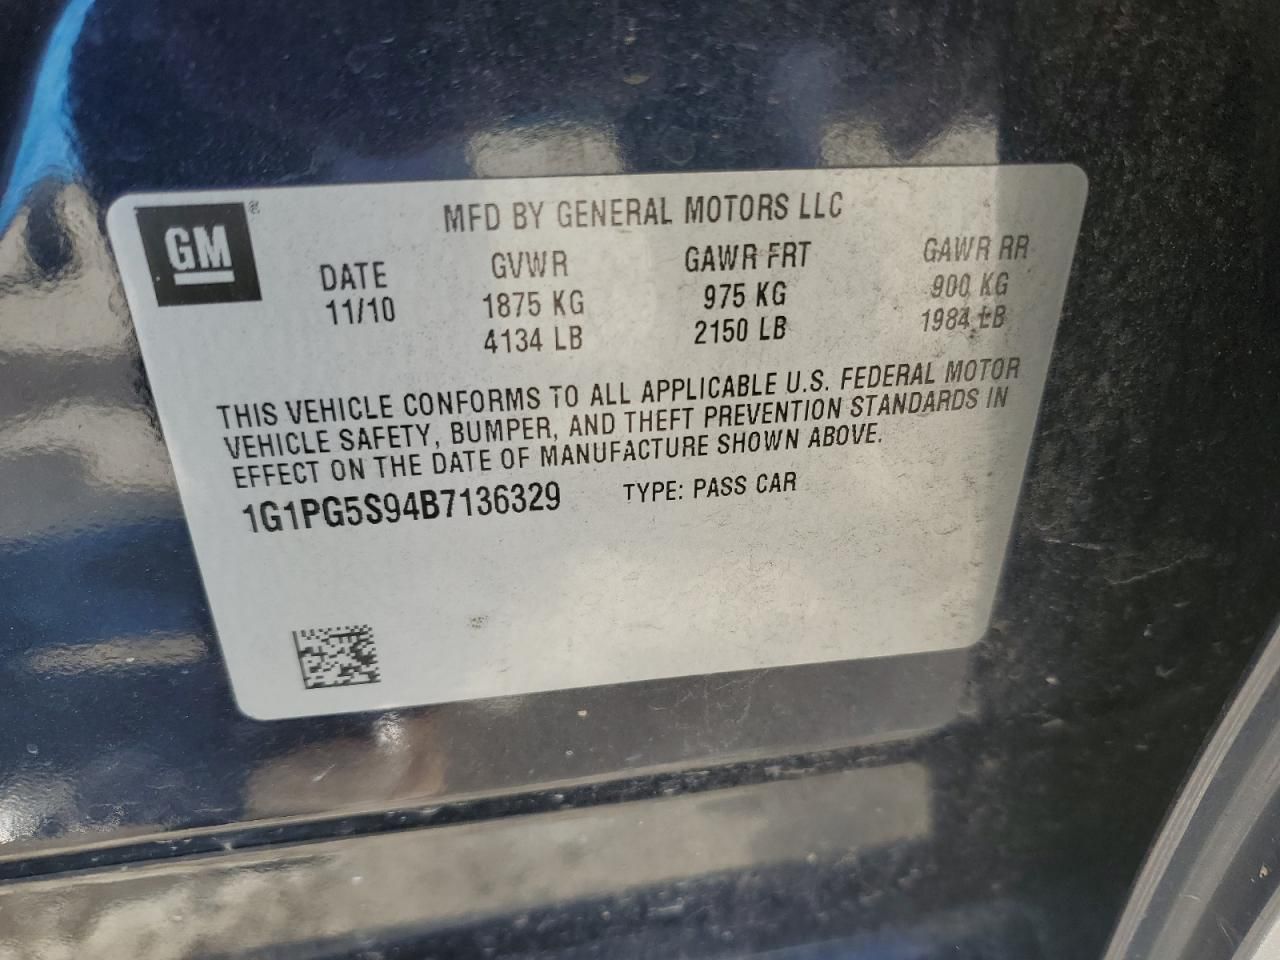 GM®
MFD BY GENERAL MOTORS LLC
DATE GVWR GAWR FRT GAWR RR
11/10 1875 KG 975 KG 900 KG
4134 LB 2150 LB 1984 LB
THIS VEHICLE CONFORMS TO ALL APPLICABLE U.S. FEDERAL MOTOR
VEHICLE SAFETY, BUMPER, AND THEFT PREVENTION STANDARDS IN
EFFECT ON THE DATE OF MANUFACTURE SHOWN ABOVE.
1G1PG5S94B7136329 TYPE: PASS CAR